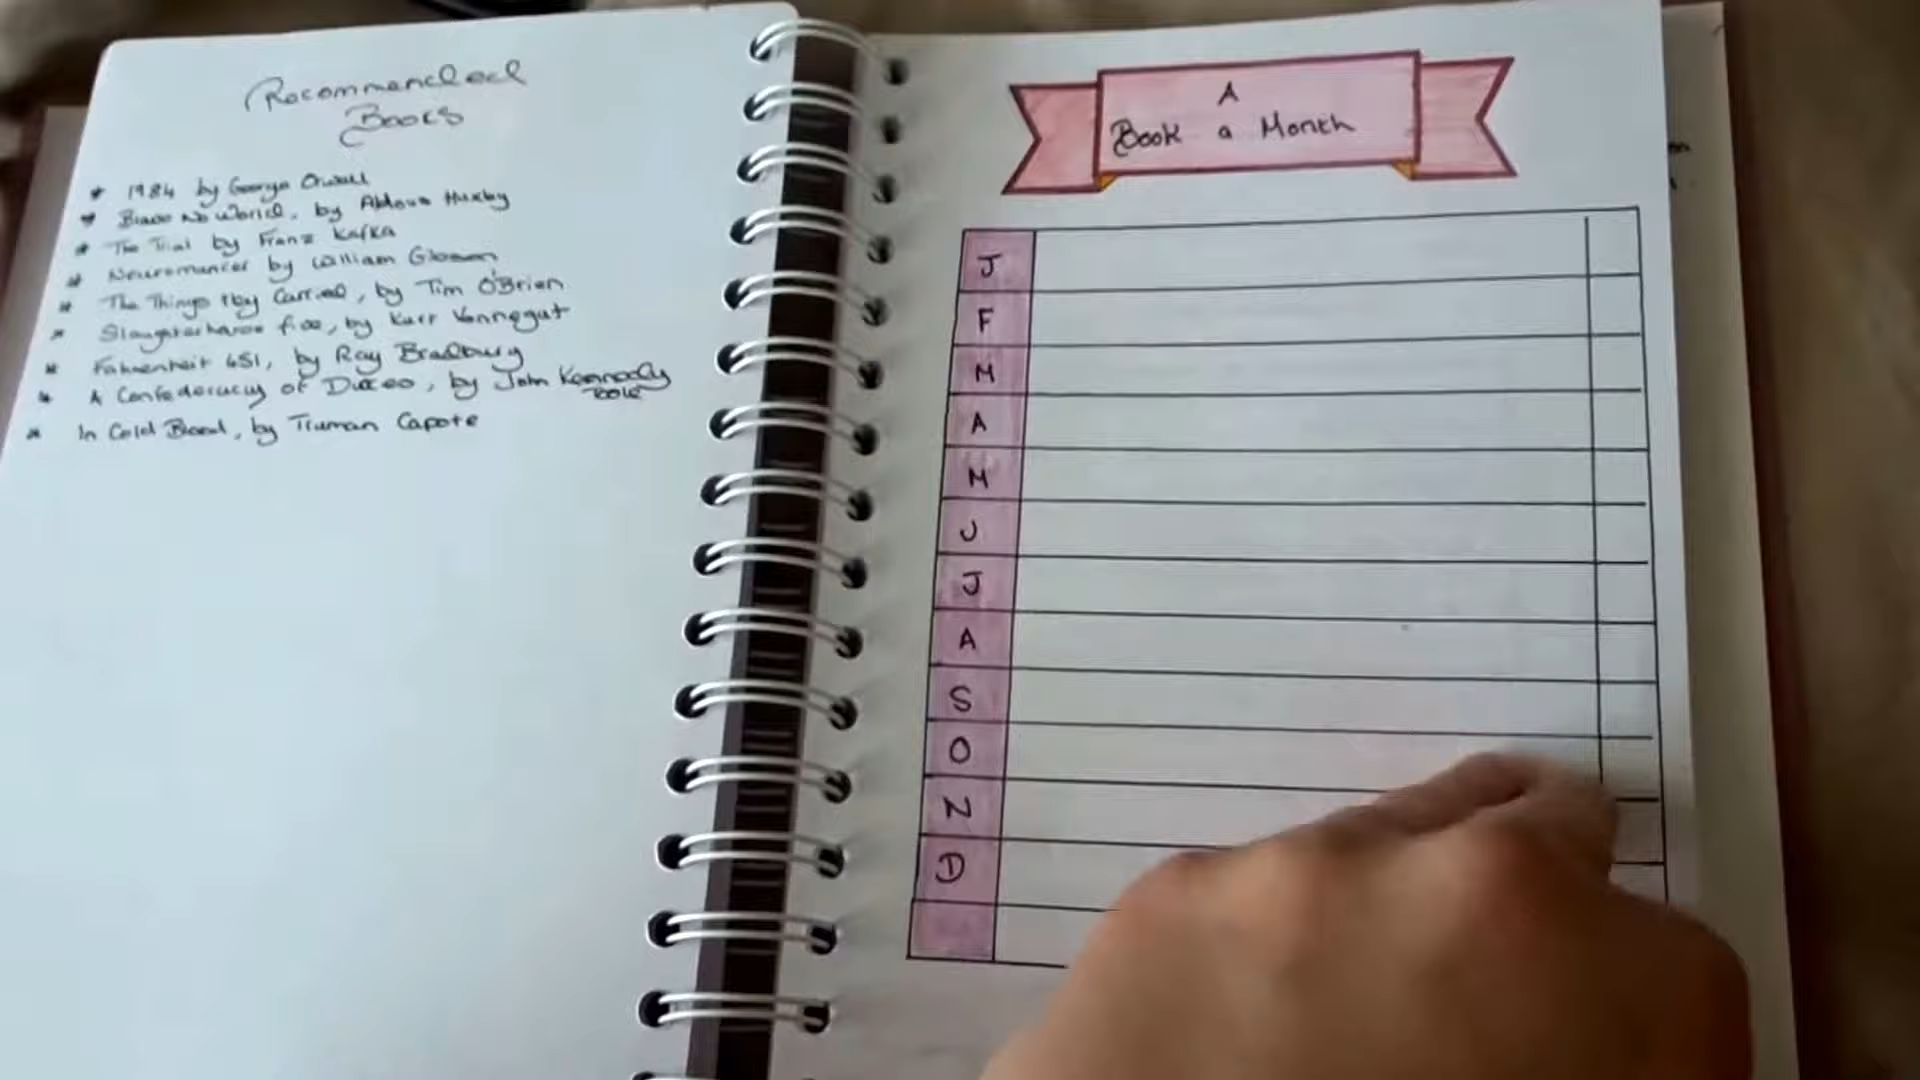 Recommended
Books
* 1984 by George Orwell
* Brave No World, by Aldous Huxby
* The Trial by Franz Kafka
* Neuromancer by William Gibson
* The Things they Carried, by Tim O'Brien
* Slaughterhouse five, by Kurt Vonnegut
* Fahrenheit 451, by Ray Bradbury
* A Confederacy of Dunces, by John Kennedy
Toole
* In Cold Blood, by Truman Capote
A
Book a Month
J
F
M
A
M
J
J
A
S
O
N
D